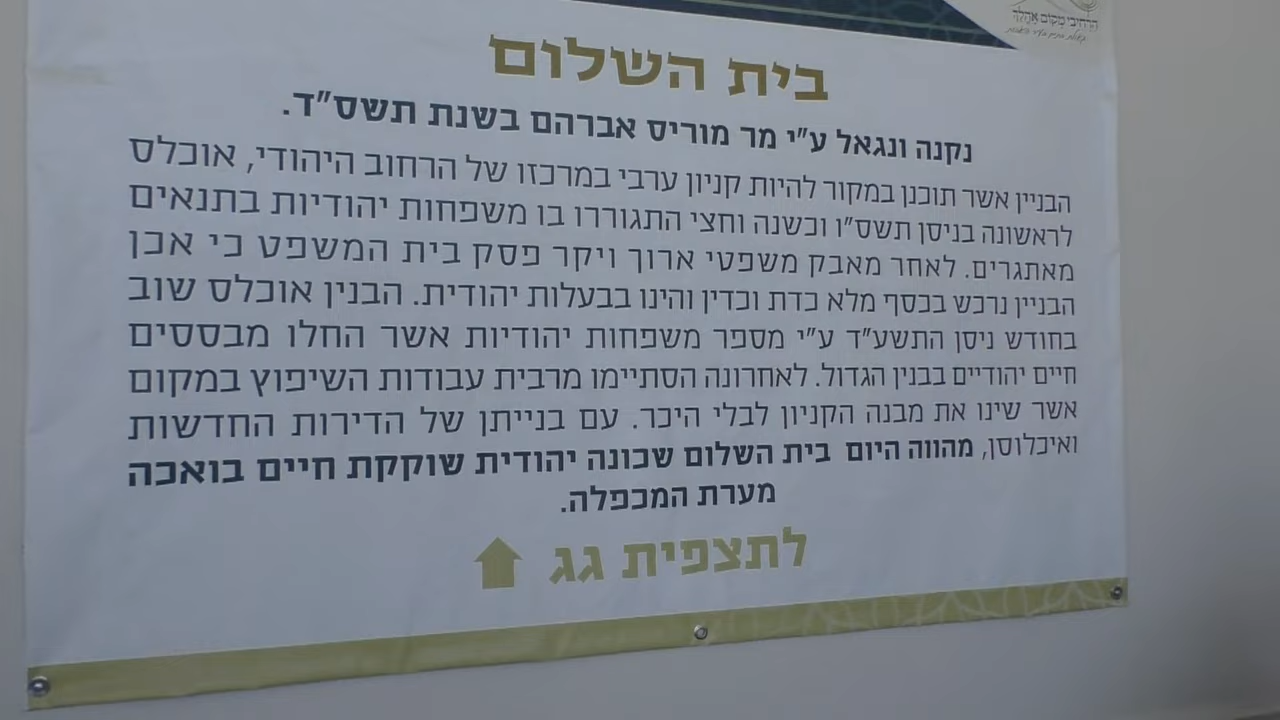 הרחיבי מקום אהלך
בית השלום
נקנה ונגאל ע"י מר מוריס אברהם בשנת תשס"ד.
הבניין אשר תוכנן במקור להיות קניון ערבי במרכזו של הרחוב היהודי, אוכלס
לראשונה בניסן תשס"ו וכשנה וחצי התגוררו בו משפחות יהודיות בתנאים
מאתגרים. לאחר מאבק משפטי ארוך ויקר פסק בית המשפט כי אכן
הבניין נרכש בכסף מלא כדת וכדין והינו בבעלות יהודית. הבנין אוכלס שוב
בחודש ניסן התשע"ד ע"י מספר משפחות יהודיות אשר החלו מבססים
חיים יהודיים בבנין הגדול. לאחרונה הסתיימו מרבית עבודות השיפוץ במקום
אשר שינו את מבנה הקניון לבלי היכר. עם בנייתן של הדירות החדשות
ואיכלוסן, מהווה היום בית השלום שכונה יהודית שוקקת חיים בואכה
מערת המכפלה.
לתצפית גג